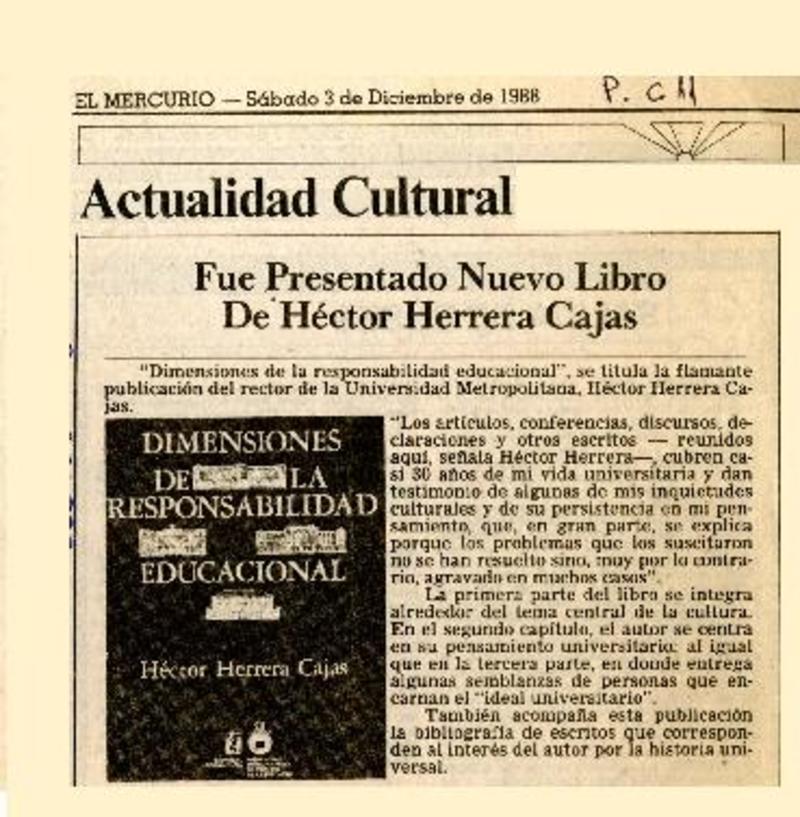 EL MERCURIO — Sábado 3 de Diciembre de 1988
P. C11
Actualidad Cultural
Fue Presentado Nuevo Libro
De Héctor Herrera Cajas
"Dimensiones de la responsabilidad educacional", se titula la flamante
publicación del rector de la Universidad Metropolitana, Héctor Herrera Ca-
jas.
DIMENSIONES
DE LA
RESPONSABILIDAD
EDUCACIONAL
Héctor Herrera Cajas
"Los artículos, conferencias, discursos, de-
claraciones y otros escritos — reunidos
aquí, señala Héctor Herrera—, cubren ca-
si 30 años de mi vida universitaria y dan
testimonio de algunas de mis inquietudes
culturales y de su persistencia en mi pen-
samiento, que, en gran parte, se explica
porque los problemas que los suscitaron
no se han resuelto sino, muy por lo contra-
rio, agravado en muchos casos".
La primera parte del libro se integra
alrededor del tema central de la cultura.
En el segundo capítulo, el autor se centra
en su pensamiento universitario; al igual
que en la tercera parte, en donde entrega
algunas semblanzas de personas que en-
carnan el "ideal universitario".
También acompaña esta publicación
la bibliografía de escritos que correspon-
den al interés del autor por la historia uni-
versal.